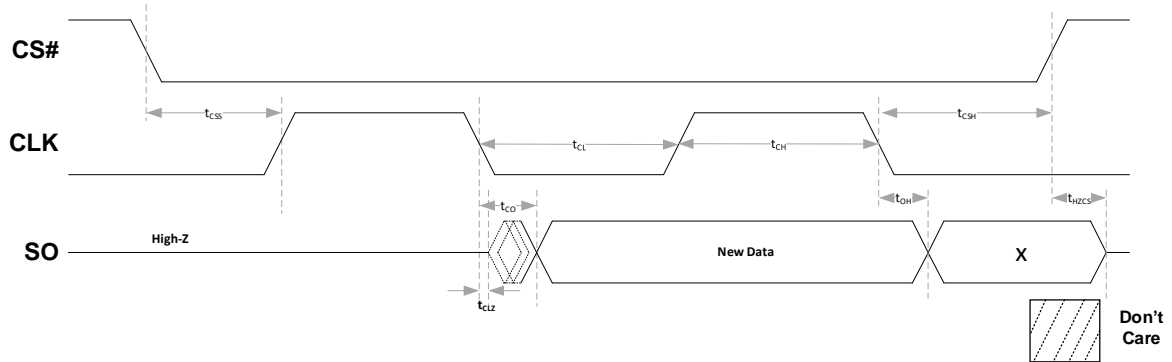 CS#
tCSS
tCSH
CLK
tCL
tCH
tCO
tOH
tHZCS
High-Z
SO
New Data
X
tCLZ
Don't
Care